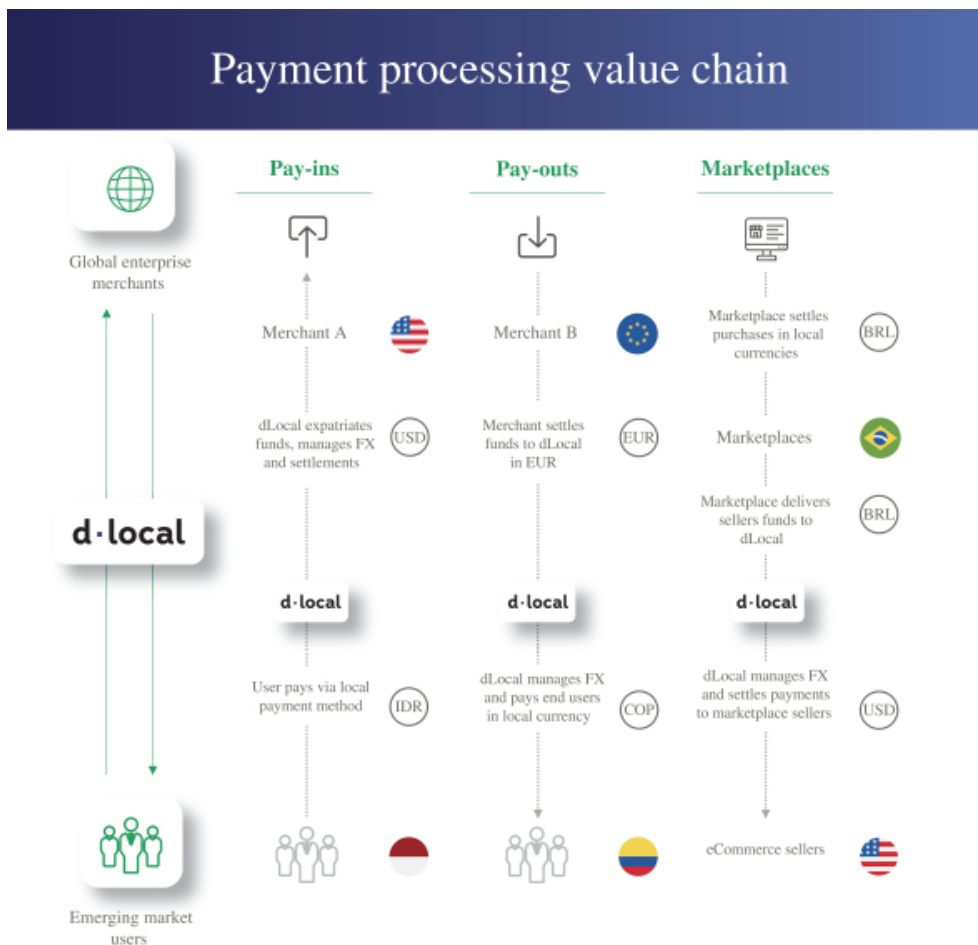 Payment processing value chain
Global enterprise
merchants
d·local
Emerging market
users
Pay-ins
Merchant A
dLocal expatriates
funds, manages FX
and settlements
USD
d·local
User pays via local
payment method
IDR
Pay-outs
Merchant B
Merchant settles
funds to dLocal
in EUR
EUR
d·local
dLocal manages FX
and pays end users
in local currency
COP
Marketplaces
Marketplace settles
purchases in local
currencies
BRL
Marketplaces
Marketplace delivers
sellers funds to
dLocal
BRL
d·local
dLocal manages FX
and settles payments
to marketplace sellers
USD
eCommerce sellers